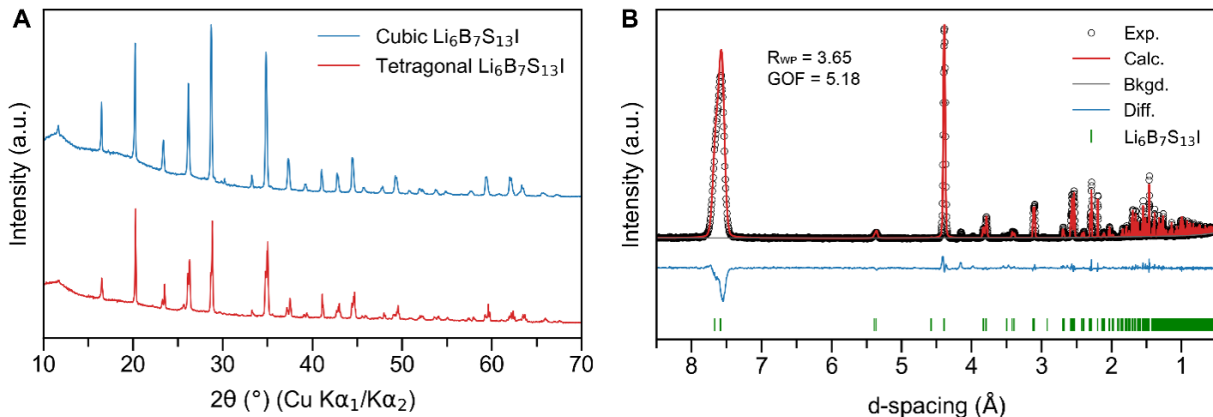 A
Intensity (a.u.)
Cubic Li₆B₇S₁₃I
Tetragonal Li₆B₇S₁₃I
10 20 30 40 50 60 70
2θ (°) (Cu Kα₁/Kα₂)
B
Intensity (a.u.)
R_WP = 3.65
GOF = 5.18
Exp.
Calc.
Bkgd.
Diff.
Li₆B₇S₁₃I
8 7 6 5 4 3 2 1
d-spacing (Å)